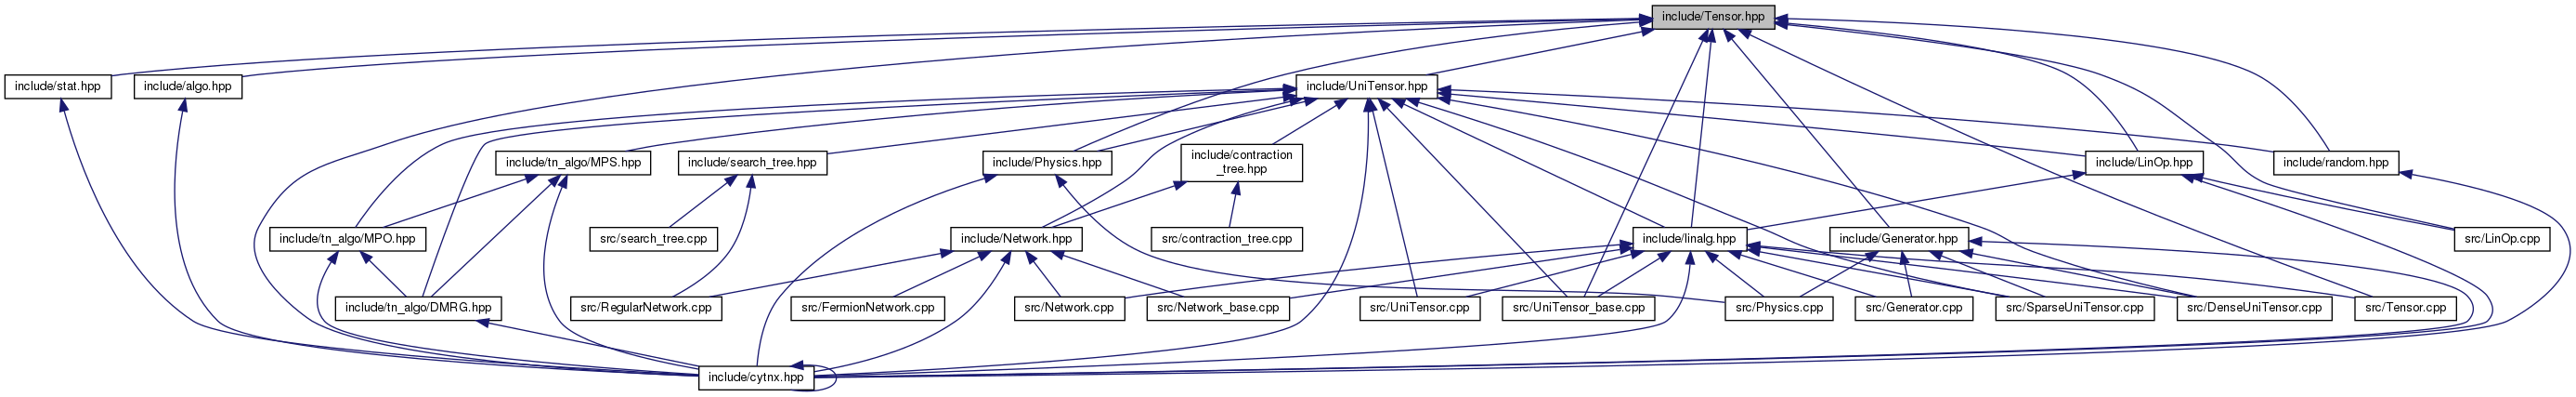 include/Tensor.hpp
include/stat.hpp
include/algo.hpp
include/UniTensor.hpp
include/tn_algo/MPS.hpp
include/search_tree.hpp
include/Physics.hpp
include/contraction
_tree.hpp
include/LinOp.hpp
include/random.hpp
include/tn_algo/MPO.hpp
src/search_tree.cpp
include/Network.hpp
src/contraction_tree.cpp
include/linalg.hpp
include/Generator.hpp
src/LinOp.cpp
include/tn_algo/DMRG.hpp
src/RegularNetwork.cpp
src/FermionNetwork.cpp
src/Network.cpp
src/Network_base.cpp
src/UniTensor.cpp
src/UniTensor_base.cpp
src/Physics.cpp
src/Generator.cpp
src/SparseUniTensor.cpp
src/DenseUniTensor.cpp
src/Tensor.cpp
include/cytnx.hpp